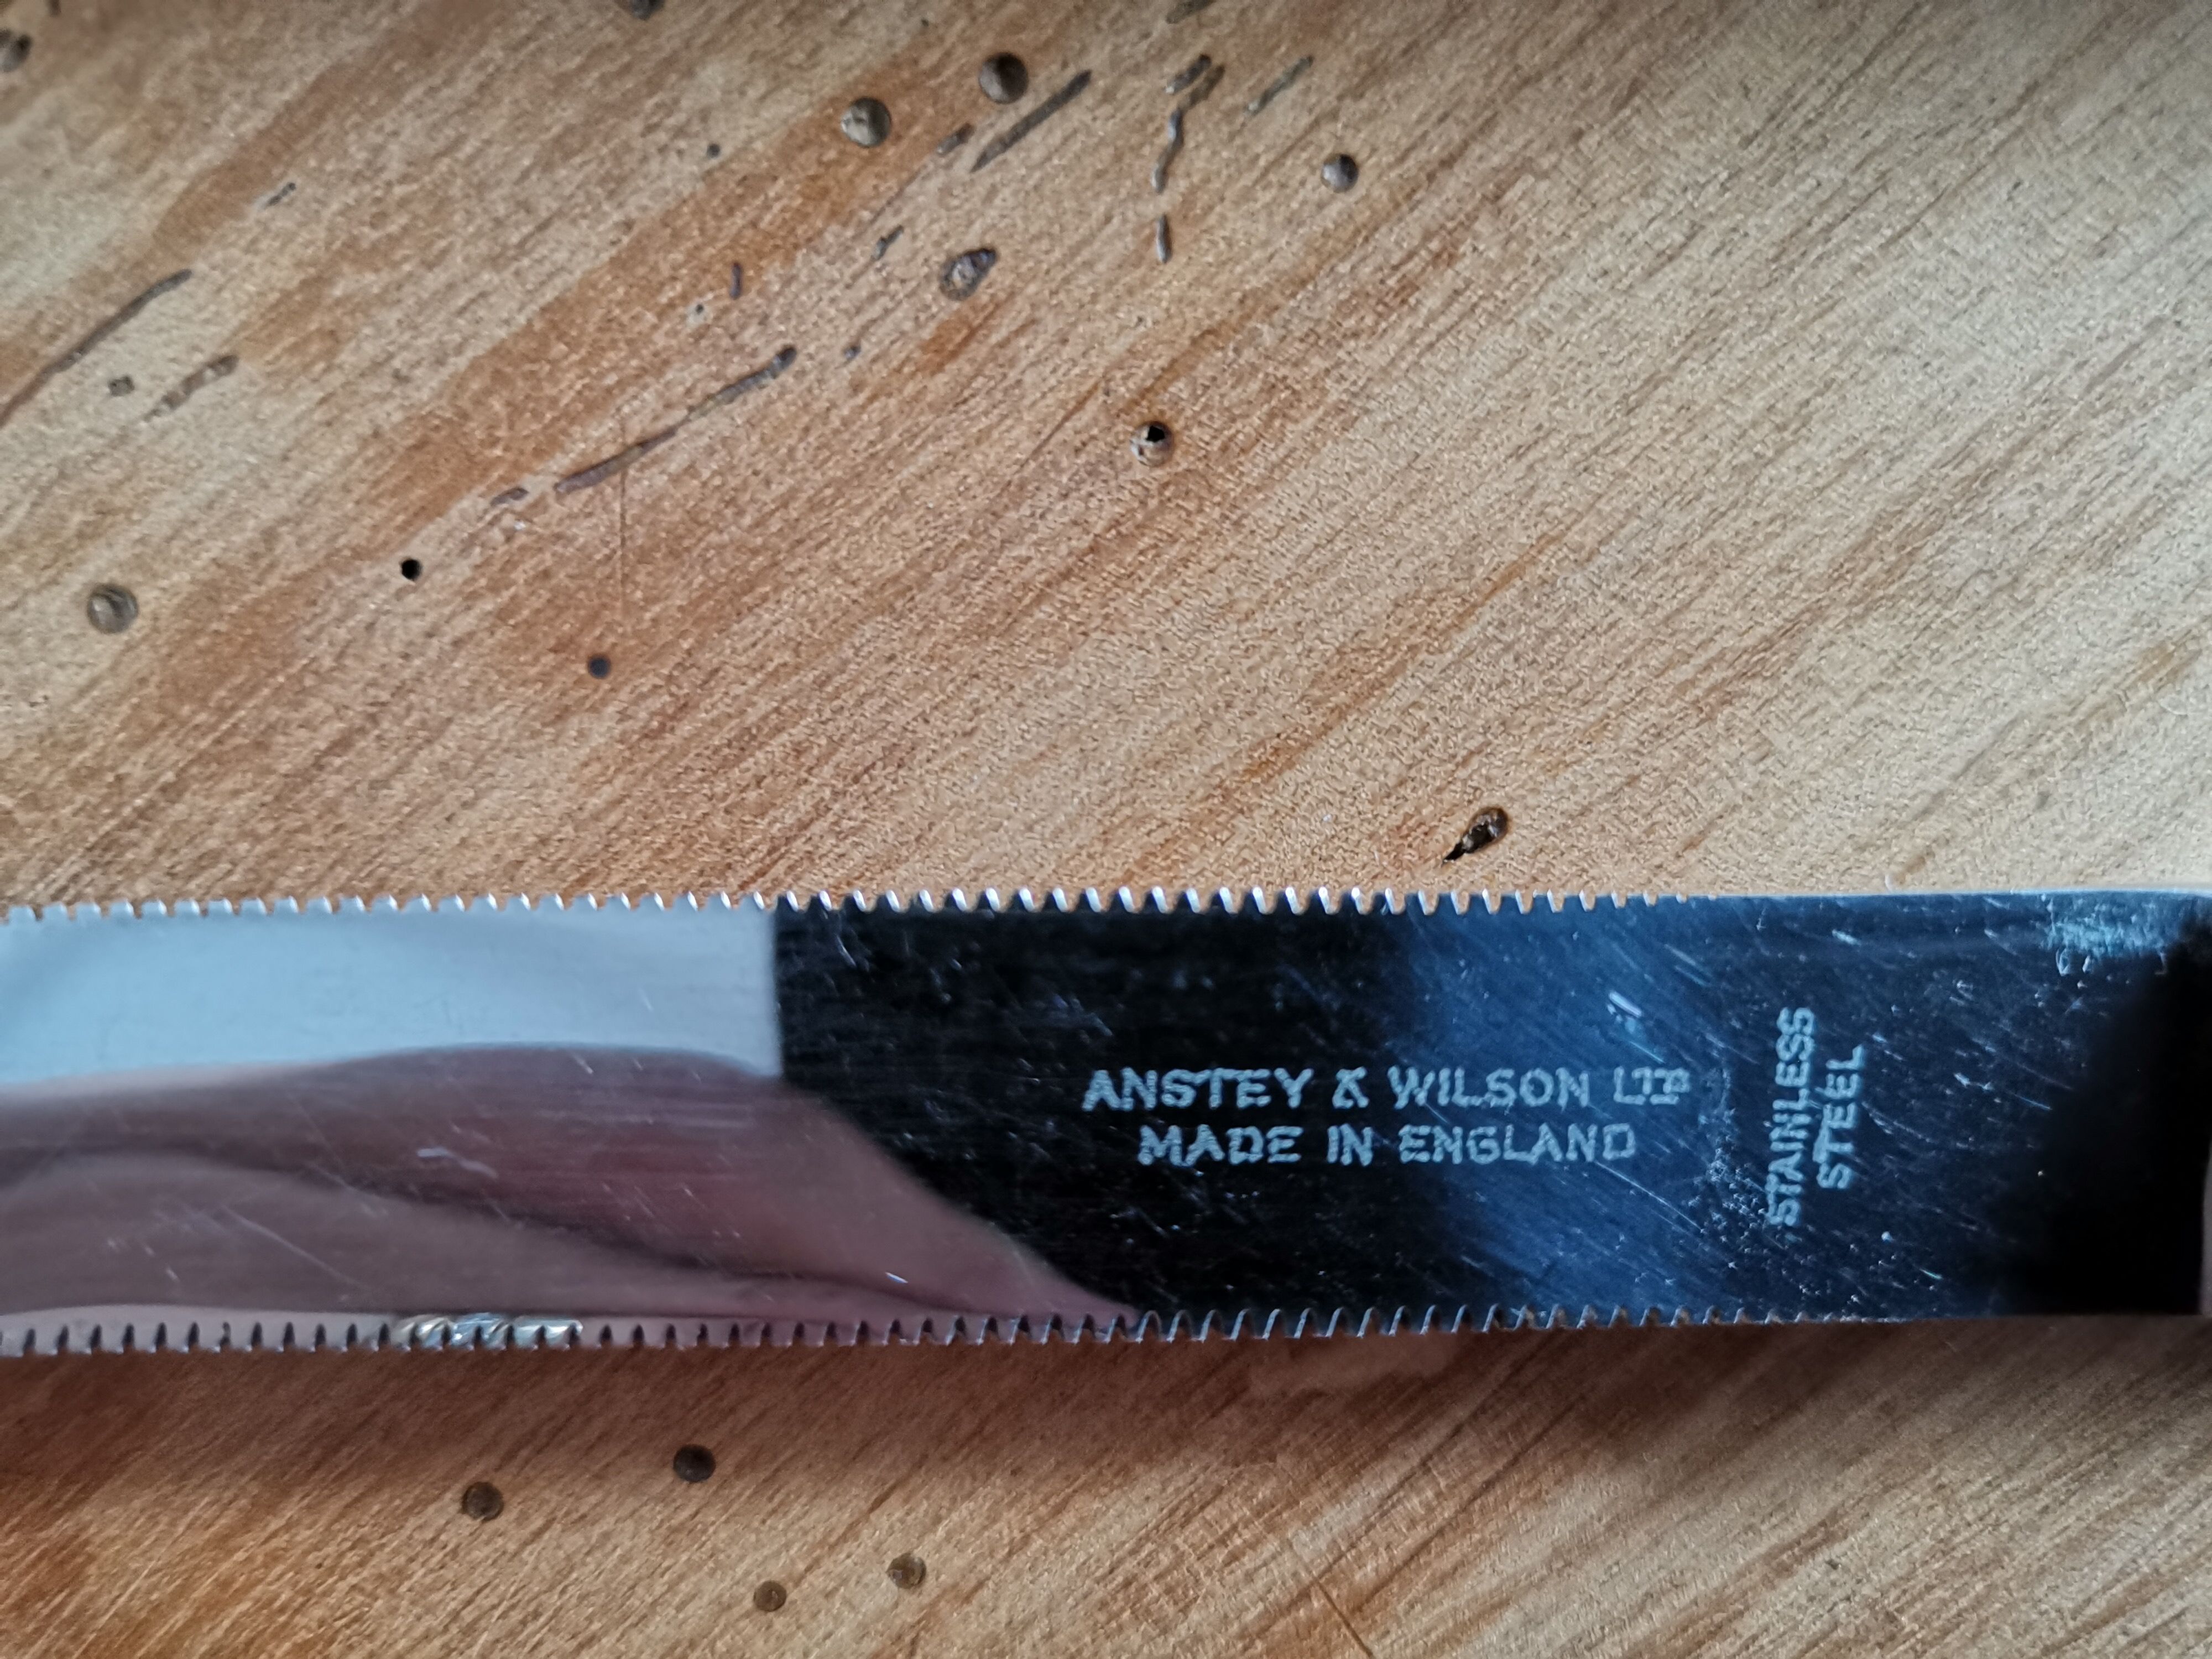 ANSTEY & WILSON LTD
MADE IN ENGLAND
STAINLESS
STEEL